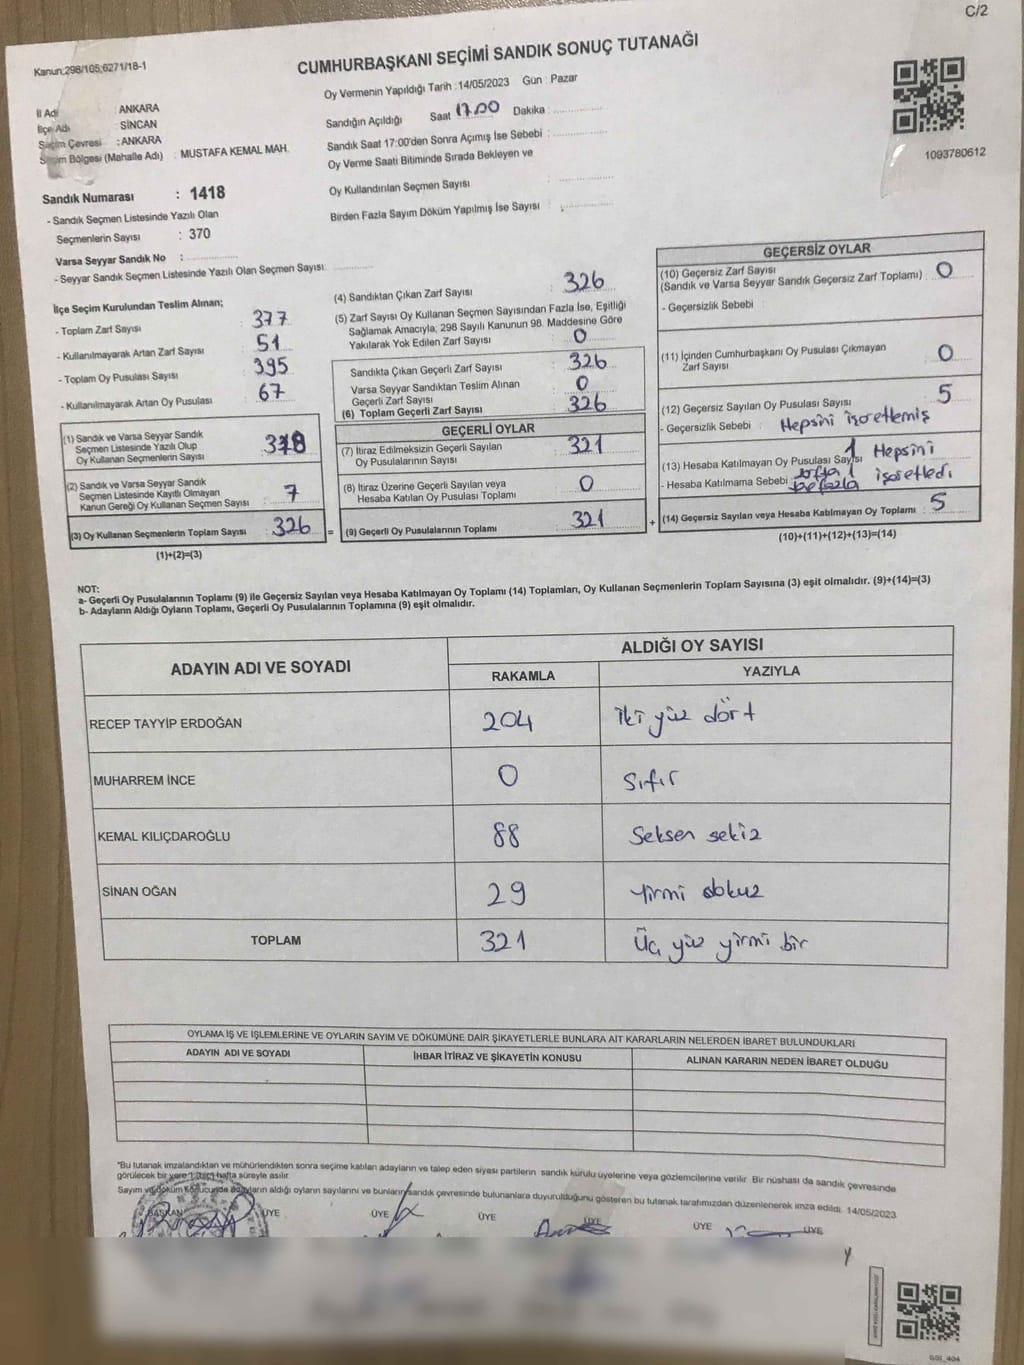 C/2
Kanun;298/105;6271/18-1
CUMHURBAŞKANI SEÇİMİ SANDIK SONUÇ TUTANAĞI
İl Adı : ANKARA
İlçe Adı : SİNCAN
Seçim Çevresi : ANKARA
Seçim Bölgesi (Mahalle Adı) : MUSTAFA KEMAL MAH.
Oy Vermenin Yapıldığı Tarih :14/05/2023 Gün : Pazar
Sandığın Açıldığı Saat 17.00 Dakika :
Sandık Saat 17:00'den Sonra Açımış İse Sebebi :
Oy Verme Saati Bitiminde Sırada Bekleyen ve
Oy Kullandırılan Seçmen Sayısı :
Birden Fazla Sayım Döküm Yapılmış İse Sayısı :
1093780612
Sandık Numarası : 1418
- Sandık Seçmen Listesinde Yazılı Olan
Seçmenlerin Sayısı : 370
Varsa Seyyar Sandık No :
- Seyyar Sandık Seçmen Listesinde Yazılı Olan Seçmen Sayısı:
İlçe Seçim Kurulundan Teslim Alınan;
- Toplam Zarf Sayısı : 377
- Kullanılmayarak Artan Zarf Sayısı : 51
- Toplam Oy Pusulası Sayısı : 395
- Kullanılmayarak Artan Oy Pusulası : 67
(1) Sandık ve Varsa Seyyar Sandık
Seçmen Listesinde Yazılı Olup
Oy Kullanan Seçmenlerin Sayısı
(2) Sandık ve Varsa Seyyar Sandık
Seçmen Listesinde Kayıtlı Olmayan
Kanun Gereği Oy Kullanan Seçmen Sayısı : 7
(3) Oy Kullanan Seçmenlerin Toplam Sayısı : 326
(1)+(2)=(3)
(4) Sandıktan Çıkan Zarf Sayısı : 326
(5) Zarf Sayısı Oy Kullanan Seçmen Sayısından Fazla İse, Eşitliği
Sağlamak Amacıyla; 298 Sayılı Kanunun 98. Maddesine Göre
Yakılarak Yok Edilen Zarf Sayısı : 0
Sandıkta Çıkan Geçerli Zarf Sayısı : 326
Varsa Seyyar Sandıktan Teslim Alınan
Geçerli Zarf Sayısı : 0
(6) Toplam Geçerli Zarf Sayısı : 326
GEÇERLİ OYLAR
(7) İtiraz Edilmeksizin Geçerli Sayılan
Oy Pusulalarının Sayısı : 321
(8) İtiraz Üzerine Geçerli Sayılan veya
Hesaba Katılan Oy Pusulası Toplamı : 0
(9) Geçerli Oy Pusulalarının Toplamı : 321
GEÇERSİZ OYLAR
(10) Geçersiz Zarf Sayısı
(Sandık ve Varsa Seyyar Sandık Geçersiz Zarf Toplamı) : 0
- Geçersizlik Sebebi :
(11) İçinden Cumhurbaşkanı Oy Pusulası Çıkmayan
Zarf Sayısı : 0
(12) Geçersiz Sayılan Oy Pusulası Sayısı : 5
- Geçersizlik Sebebi : Hepsini işaretlemiş
(13) Hesaba Katılmayan Oy Pusulası Sayısı 1 Hepsini
- Hesaba Katılmama Sebebi işaretledi
(14) Geçersiz Sayılan veya Hesaba Katılmayan Oy Toplamı : 5
(10)+(11)+(12)+(13)=(14)
NOT:
a- Geçerli Oy Pusulalarının Toplamı (9) ile Geçersiz Sayılan veya Hesaba Katılmayan Oy Toplamı (14) Toplamları, Oy Kullanan Seçmenlerin Toplam Sayısına (3) eşit olmalıdır. (9)+(14)=(3)
b- Adayların Aldığı Oyların Toplamı, Geçerli Oy Pusulalarının Toplamına (9) eşit olmalıdır.
ADAYIN ADI VE SOYADI
ALDIĞI OY SAYISI
RAKAMLA YAZIYLA
RECEP TAYYİP ERDOĞAN 204 İki yüz dört
MUHARREM İNCE 0 Sıfır
KEMAL KILIÇDAROĞLU 88 Seksen sekiz
SİNAN OĞAN 29 Yirmi dokuz
TOPLAM 321 Üç yüz yirmi bir
OYLAMA İŞ VE İŞLEMLERİNE VE OYLARIN SAYIM VE DÖKÜMÜNE DAİR ŞİKAYETLERLE BUNLARA AİT KARARLARIN NELERDEN İBARET BULUNDUKLARI
ADAYIN ADI VE SOYADI İHBAR İTİRAZ VE ŞİKAYETİN KONUSU ALINAN KARARIN NEDEN İBARET OLDUĞU
*Bu tutanak imzalandıktan ve mühürlendikten sonra seçime katılan adayların ve talep eden siyasi partilerin sandık kurulu üyelerine veya gözlemcilerine verilir. Bir nüshası da sandık çevresinde
görülecek bir yere 1 (bir) hafta süreyle asılır.
Sayım ve döküm sonucunda adayların aldığı oyların sayılarını ve bunların sandık çevresinde bulunanlara duyurulduğunu gösteren bu tutanak tarafımızdan düzenlenerek imza edildi. 14/05/2023
BAŞKAN ÜYE ÜYE ÜYE ÜYE ÜYE ÜYE